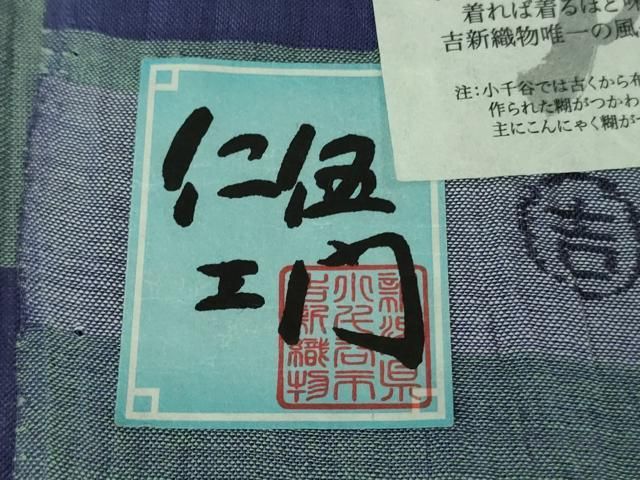 着れば着るほど
吉新織物唯一の風
注:小千谷では古くから布
作られた糊がつかわ
主にこんにゃく糊が
伍
仁工
新潟県
小千谷市
吉新織物
吉